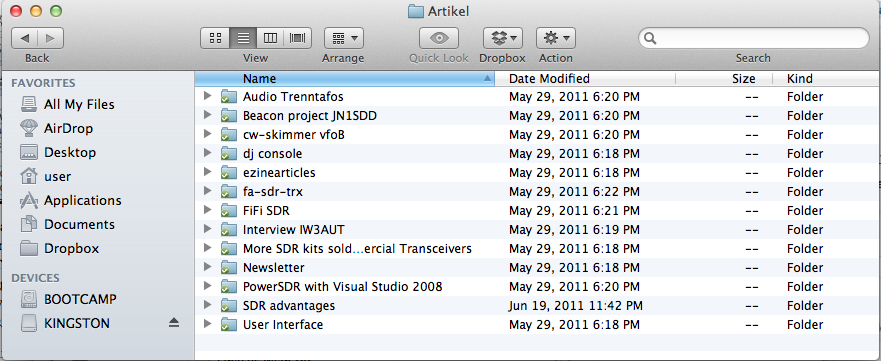 Artikel
Back View Arrange Quick Look Dropbox Action Search
FAVORITES
All My Files
AirDrop
Desktop
user
Applications
Documents
Dropbox
DEVICES
BOOTCAMP
KINGSTON
Name Date Modified Size Kind
Audio Trenntafos May 29, 2011 6:20 PM -- Folder
Beacon project JN1SDD May 29, 2011 6:20 PM -- Folder
cw-skimmer vfoB May 29, 2011 6:20 PM -- Folder
dj console May 29, 2011 6:18 PM -- Folder
ezinearticles May 29, 2011 6:18 PM -- Folder
fa-sdr-trx May 29, 2011 6:22 PM -- Folder
FiFi SDR May 29, 2011 6:21 PM -- Folder
Interview IW3AUT May 29, 2011 6:19 PM -- Folder
More SDR kits sold...ercial Transceivers May 29, 2011 6:18 PM -- Folder
Newsletter May 29, 2011 6:18 PM -- Folder
PowerSDR with Visual Studio 2008 May 29, 2011 6:20 PM -- Folder
SDR advantages Jun 19, 2011 11:42 PM -- Folder
User Interface May 29, 2011 6:18 PM -- Folder